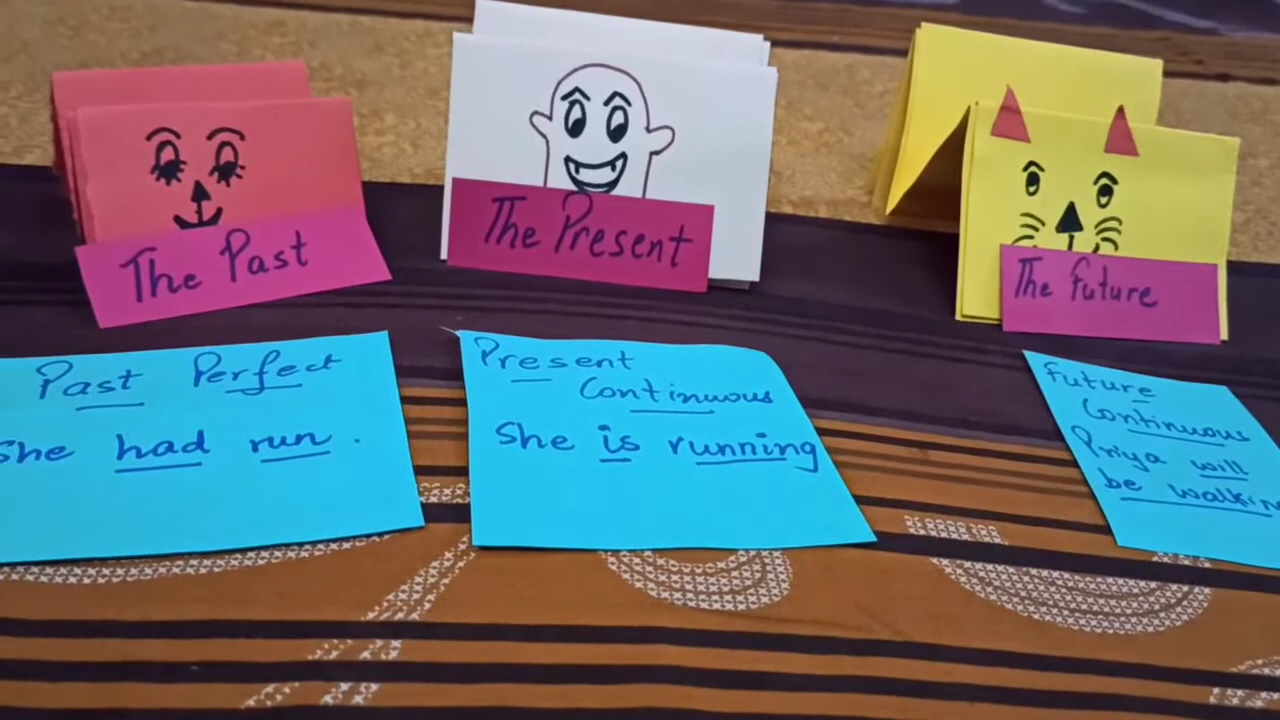 The Past
The Present
The Future
Past Perfect
She had run.
Present
Continuous
She is running
Future
Continuous
Priya will
be walkin